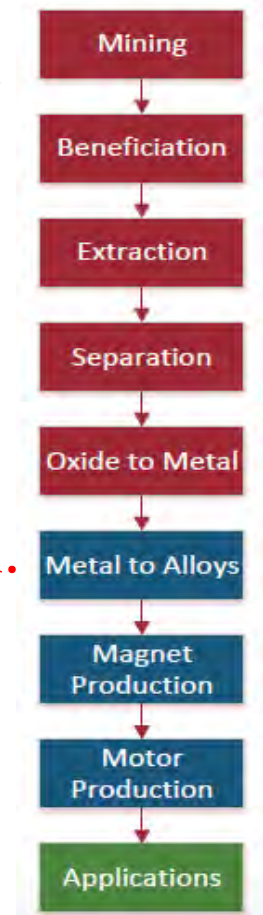 Mining
Beneficiation
Extraction
Separation
Oxide to Metal
Metal to Alloys
Magnet
Production
Motor
Production
Applications